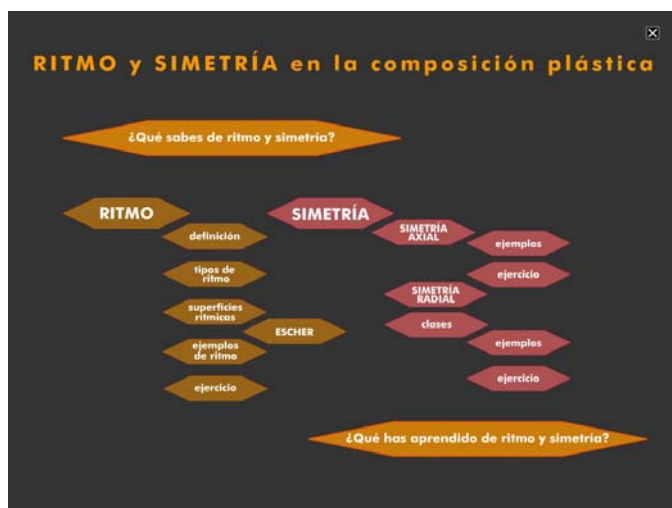 RITMO y SIMETRÍA en la composición plástica
¿Qué sabes de ritmo y simetría?
RITMO
definición
tipos de
ritmo
superficies
rítmicas
ESCHER
ejemplos
de ritmo
ejercicio
SIMETRÍA
SIMETRÍA
AXIAL
ejemplos
ejercicio
SIMETRÍA
RADIAL
clases
ejemplos
ejercicio
¿Qué has aprendido de ritmo y simetría?